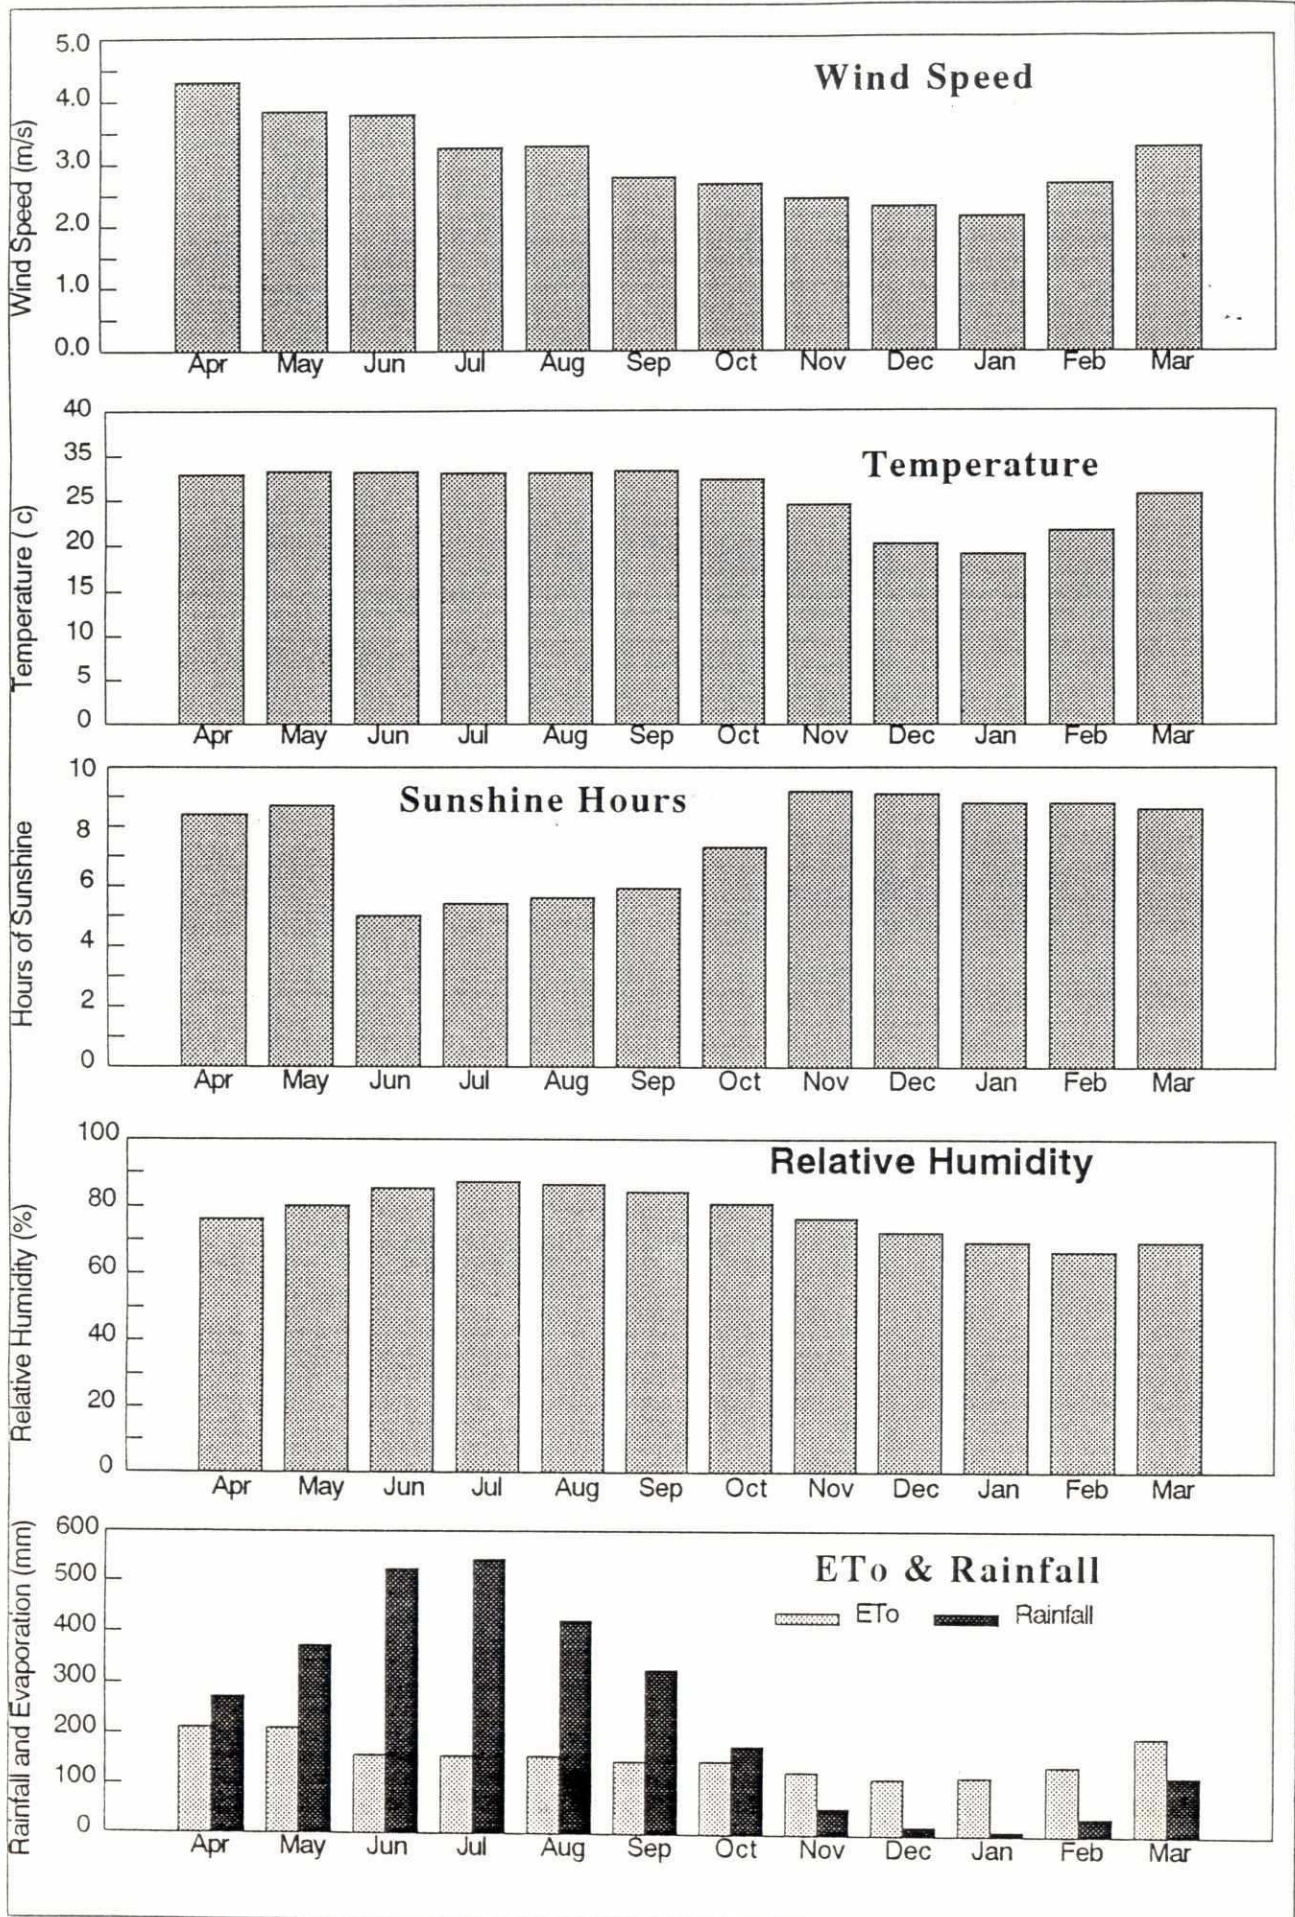 Wind Speed
Wind Speed (m/s)
5.0
4.0
3.0
2.0
1.0
0.0
Apr May Jun Jul Aug Sep Oct Nov Dec Jan Feb Mar
Temperature
Temperature ( c)
40
35
25
20
15
10
5
0
Apr May Jun Jul Aug Sep Oct Nov Dec Jan Feb Mar
Sunshine Hours
Hours of Sunshine
10
8
6
4
2
0
Apr May Jun Jul Aug Sep Oct Nov Dec Jan Feb Mar
Relative Humidity
Relative Humidity (%)
100
80
60
40
20
0
Apr May Jun Jul Aug Sep Oct Nov Dec Jan Feb Mar
ETo & Rainfall
ETo Rainfall
Rainfall and Evaporation (mm)
600
500
400
300
200
100
0
Apr May Jun Jul Aug Sep Oct Nov Dec Jan Feb Mar